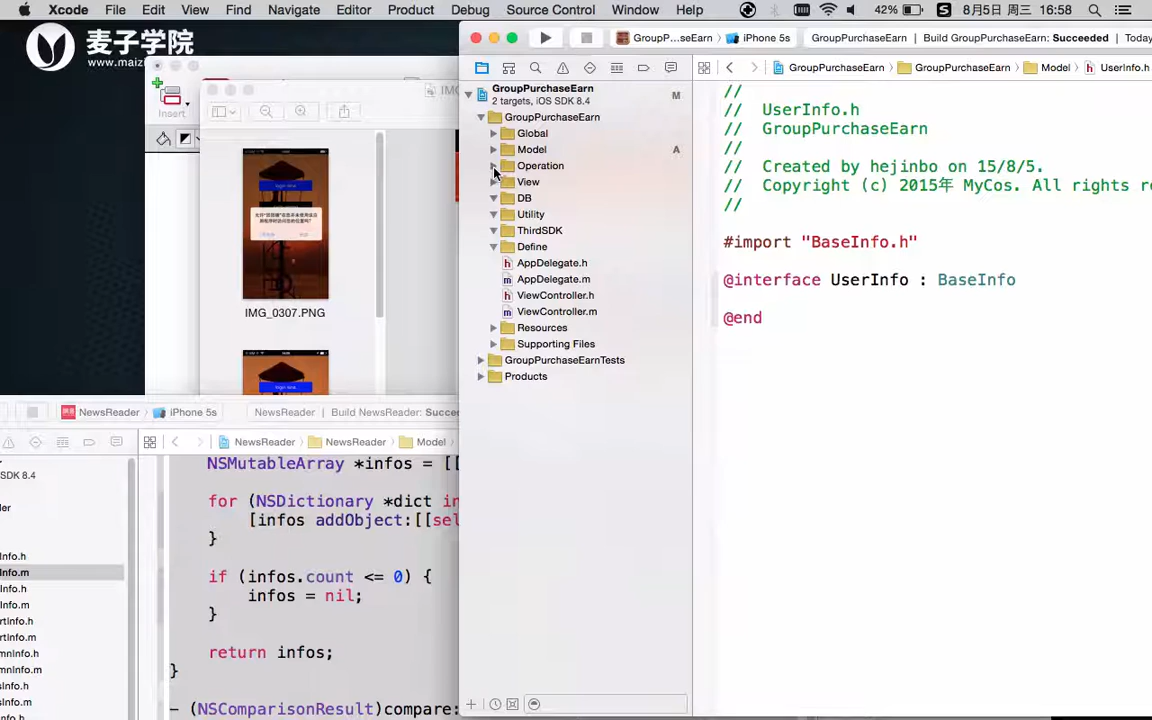 Xcode File Edit View Find Navigate Editor Product Debug Source Control Window Help 42% 8月5日 周三 16:58
麦子学院
www.maiz
Insert
IMG_0307.PNG
GroupP...seEarn iPhone 5s GroupPurchaseEarn Build GroupPurchaseEarn: Succeeded Today
GroupPurchaseEarn
2 targets, iOS SDK 8.4
M
GroupPurchaseEarn
Global
Model
A
Operation
View
DB
Utility
ThirdSDK
Define
AppDelegate.h
AppDelegate.m
ViewController.h
ViewController.m
Resources
Supporting Files
GroupPurchaseEarnTests
Products
GroupPurchaseEarn GroupPurchaseEarn Model UserInfo.h
//
// UserInfo.h
// GroupPurchaseEarn
//
// Created by hejinbo on 15/8/5.
// Copyright (c) 2015年 MyCos. All rights re
//
#import "BaseInfo.h"
@interface UserInfo : BaseInfo
@end
NewsReader iPhone 5s NewsReader Build NewsReader: Succe
NewsReader NewsReader Model
SDK 8.4
NSMutableArray *infos = [[
for (NSDictionary *dict in
[infos addObject:[[sel
}
if (infos.count <= 0) {
infos = nil;
}
return infos;
}
- (NSComparisonResult)compare: